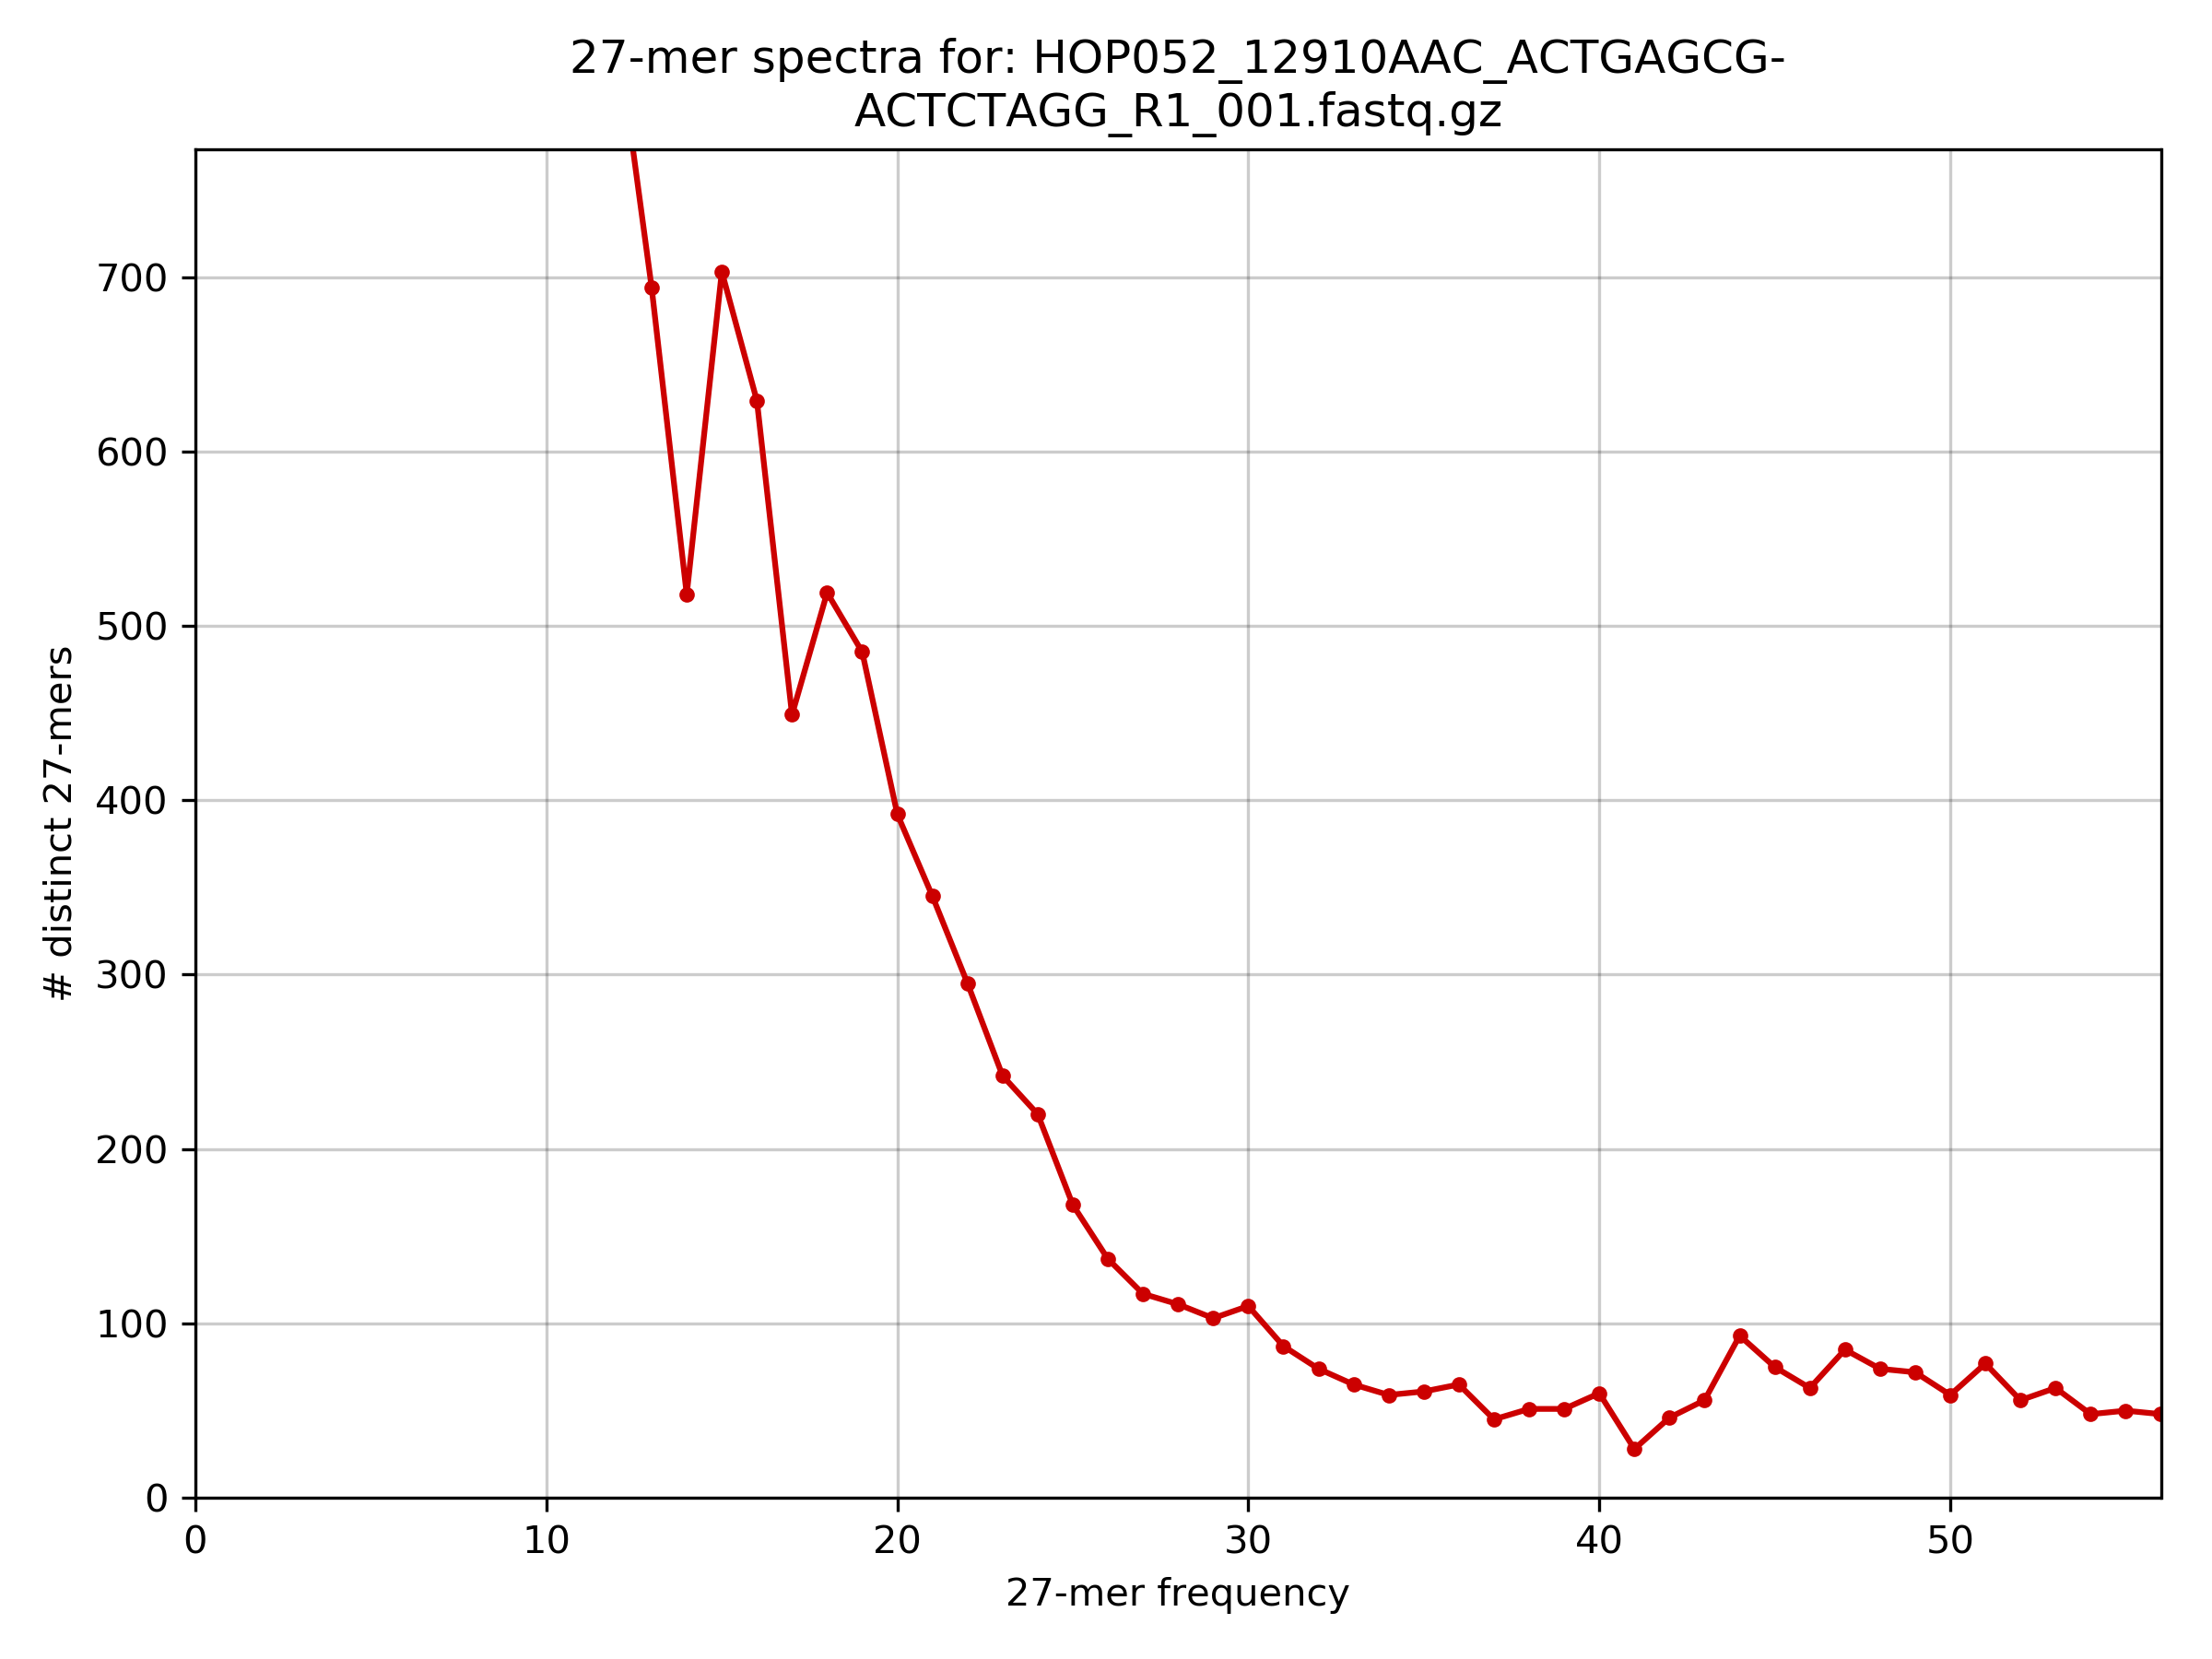 27-mer spectra for: HOP052_12910AAC_ACTGAGCG-
ACTCTAGG_R1_001.fastq.gz
# distinct 27-mers
700
600
500
400
300
200
100
0
0 10 20 30 40 50
27-mer frequency